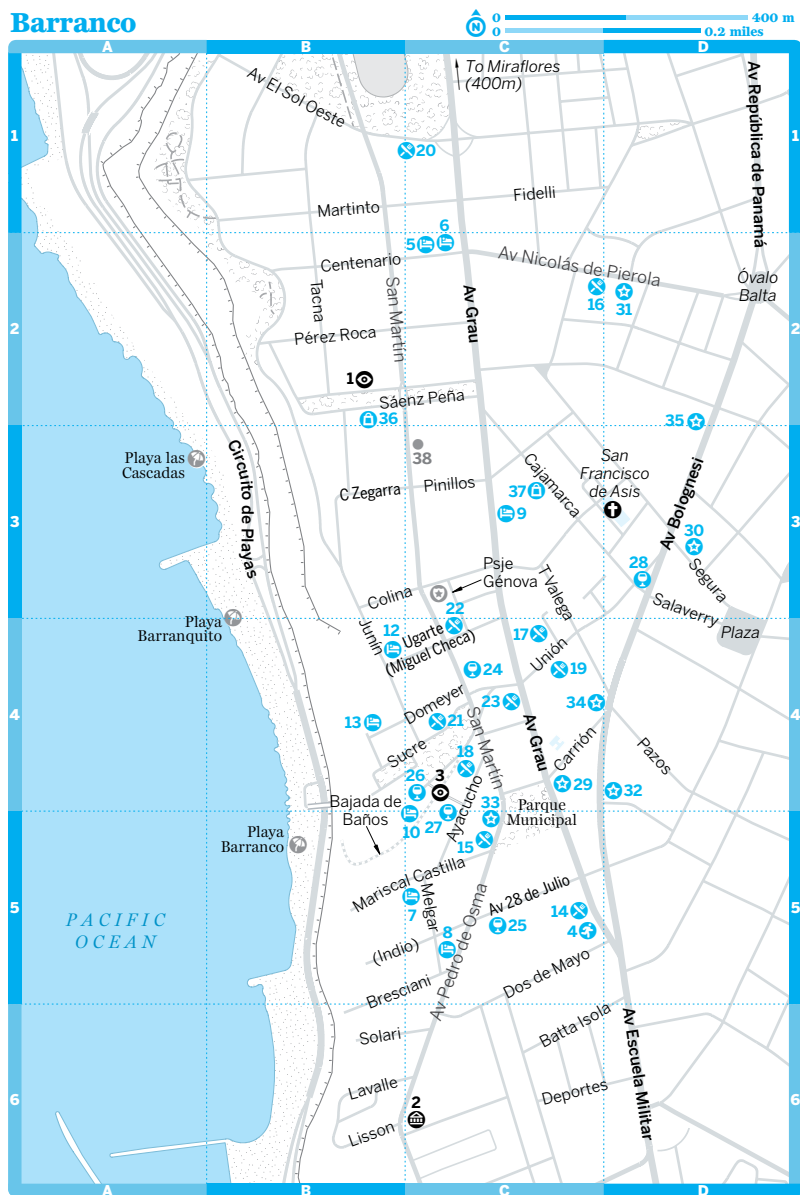 Barranco
N
0 400 m
0 0.2 miles
A B C D
To Miraflores
(400m)
Av El Sol Oeste
Av República de Panamá
1 1
20
Martinto
Fidelli
6
5
Centenario
Av Nicolás de Pierola
Óvalo
Balta
Tacna
San Martín
Av Grau
16 31
2 2
Pérez Roca
1
Sáenz Peña
36
35
38
Playa las
Cascadas
Circuito de Playas
San
Francisco
de Asis
Cajamarca
C Zegarra
Pinillos
37
9
Av Bolognesi
3 3
30
28
Segura
Psje
Génova
T Valega
Colina
22
Salaverry
Plaza
Playa
Barranquito
Junín
12
Ugarte
(Miguel Checa)
17
Unión
24
19
4 4
Domeyer
23
34
13
21
San Martín
Av Grau
Sucre
18
Carrión
Pazos
26
3
29
32
Bajada de
Baños
Ayacucho
33
Parque
Municipal
10
27
15
Playa
Barranco
Mariscal Castilla
Melgar
7
Av 28 de Julio
14
5 5
PACIFIC
OCEAN
25
4
8
(Indio)
Av Pedro de Osma
Dos de Mayo
Bresciani
Solari
Batta Isola
Av Escuela Militar
Lavalle
Deportes
6 6
2
Lisson
A B C D